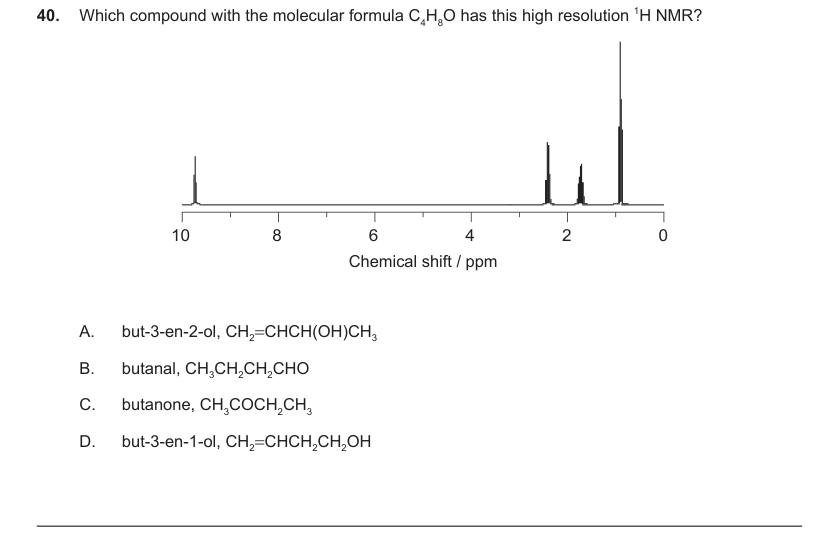 40. Which compound with the molecular formula C₄H₈O has this high resolution ¹H NMR?
10 8 6 4 2 0
Chemical shift / ppm
A. but-3-en-2-ol, CH₂=CHCH(OH)CH₃
B. butanal, CH₃CH₂CH₂CHO
C. butanone, CH₃COCH₂CH₃
D. but-3-en-1-ol, CH₂=CHCH₂CH₂OH